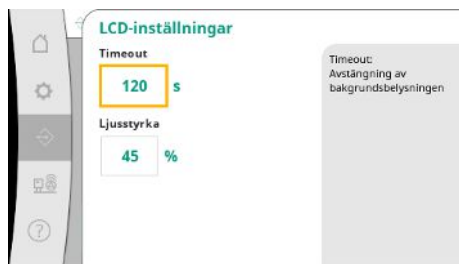 LCD-inställningar
Timeout
120 s
Ljusstyrka
45 %
Timeout:
Avstängning av
bakgrundsbelysningen
?